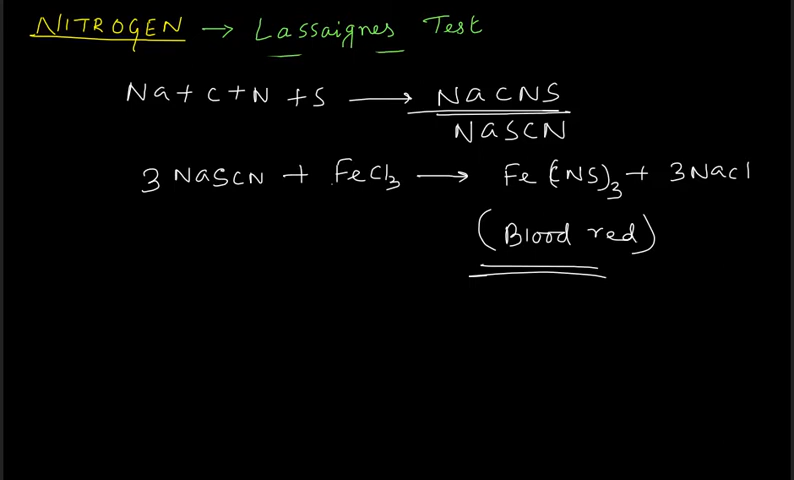 NITROGEN → Lassaignes Test
Na + C + N + S → NaCNS
NaSCN
3 NaSCN + FeCl3 → Fe(CNS)3 + 3NaCl
(Blood red)